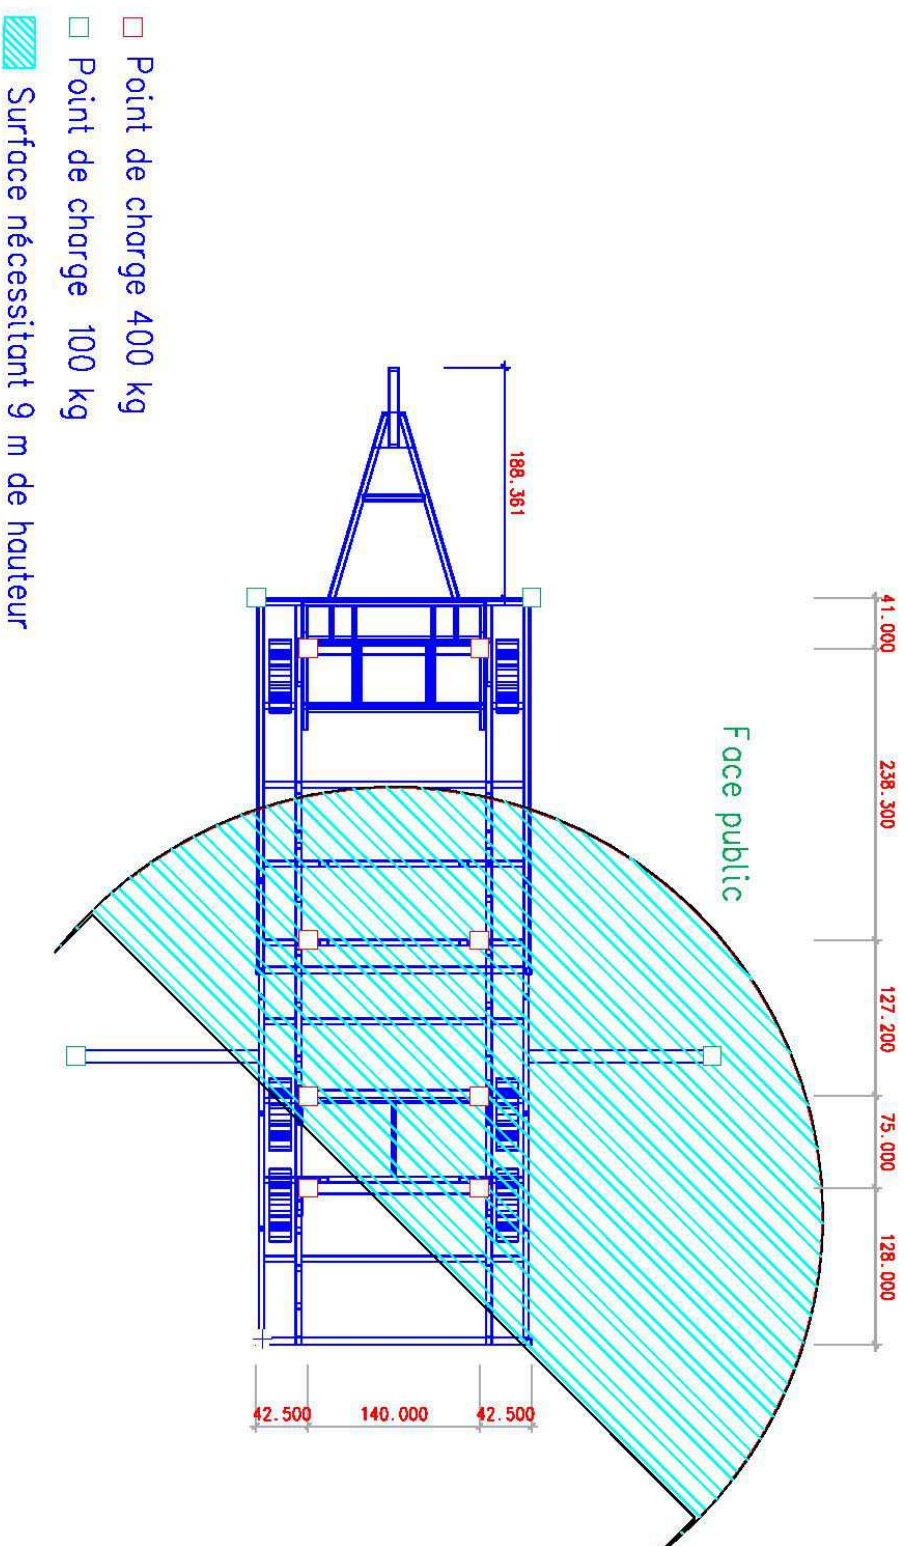 Point de charge 400 kg
Point de charge 100 kg
Surface nécessitant 9 m de hauteur
Face public
188.361
41.000
238.300
127.200
75.000
128.000
42.500
140.000
42.500